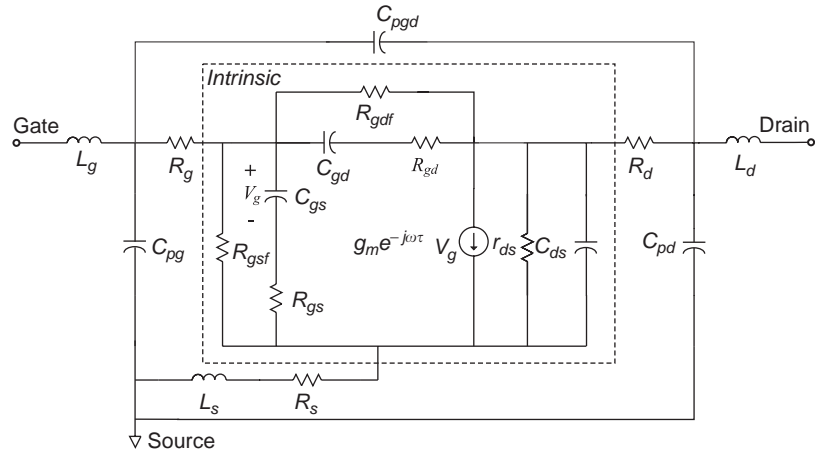 C_pgd
Intrinsic
R_gdf
Gate
Drain
L_g
R_g
C_gd
R_gd
R_d
L_d
+
V_g
-
C_gs
C_pg
R_gsf
g_m e^{-jωτ} V_g
r_ds
C_ds
C_pd
R_gs
L_s
R_s
Source